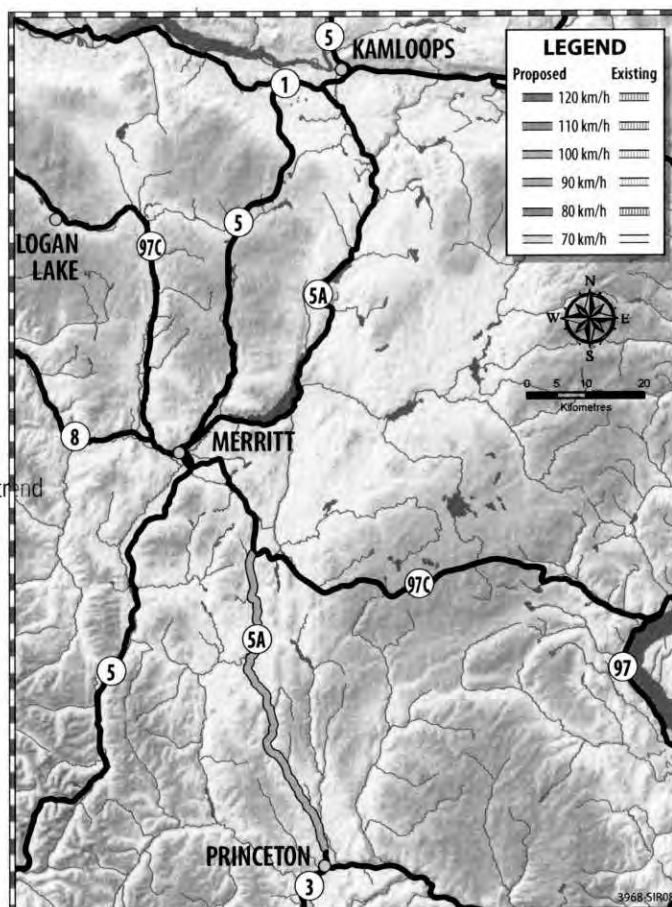 5
KAMLOOPS
1
LEGEND
Proposed Existing
120 km/h
110 km/h
100 km/h
90 km/h
80 km/h
70 km/h
LOGAN
LAKE
97C
5
5A
N
W E
S
0 5 10 20
Kilometres
8
MERRITT
trend
97C
5A
5
97
PRINCETON
3